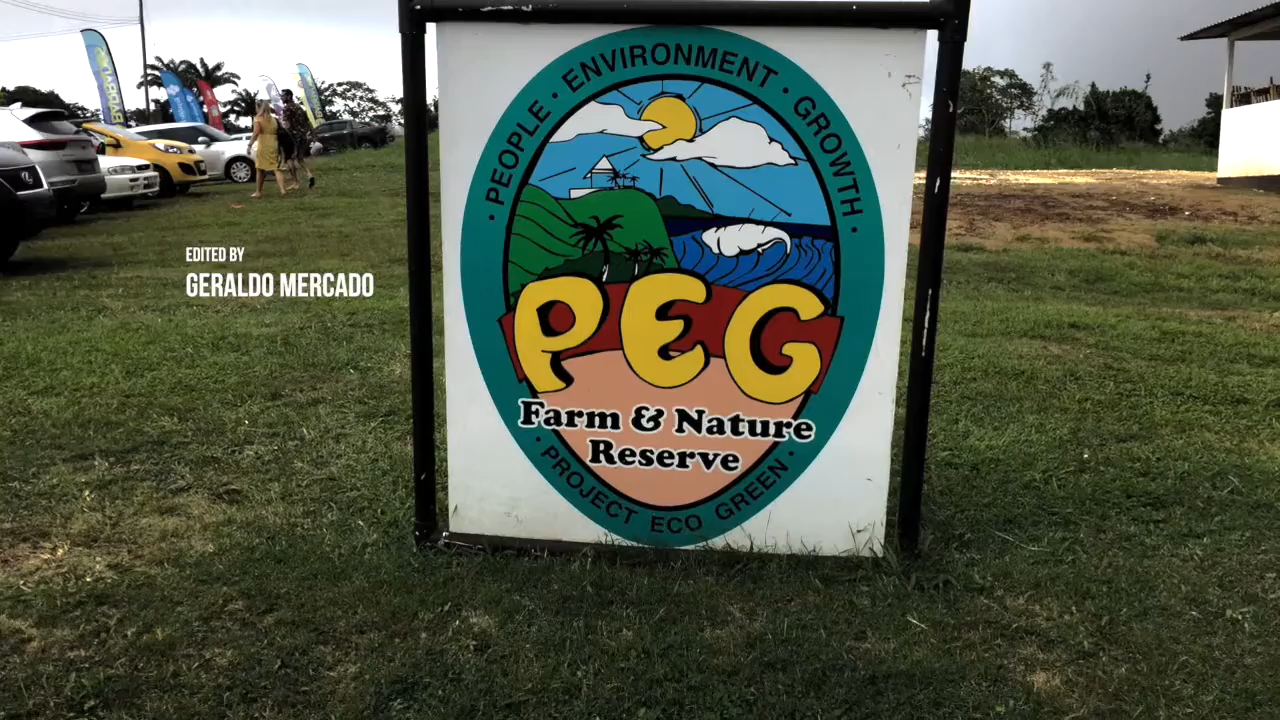 · PEOPLE · ENVIRONMENT · GROWTH ·
EDITED BY
GERALDO MERCADO
PEG
Farm & Nature
Reserve
· PROJECT ECO GREEN ·